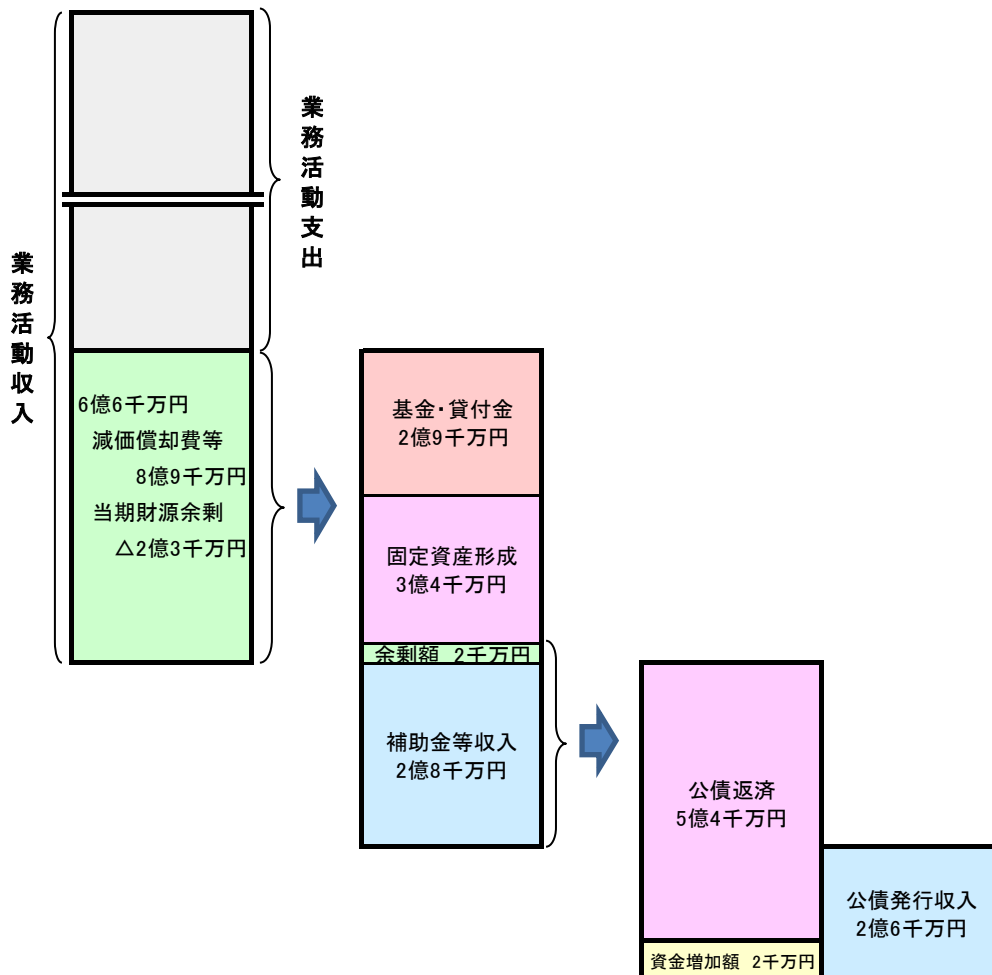 業務活動収入
業務活動支出
6億6千万円
減価償却費等
8億9千万円
当期財源余剰
△2億3千万円
基金・貸付金
2億9千万円
固定資産形成
3億4千万円
余剰額 2千万円
補助金等収入
2億8千万円
公債返済
5億4千万円
公債発行収入
2億6千万円
資金増加額 2千万円